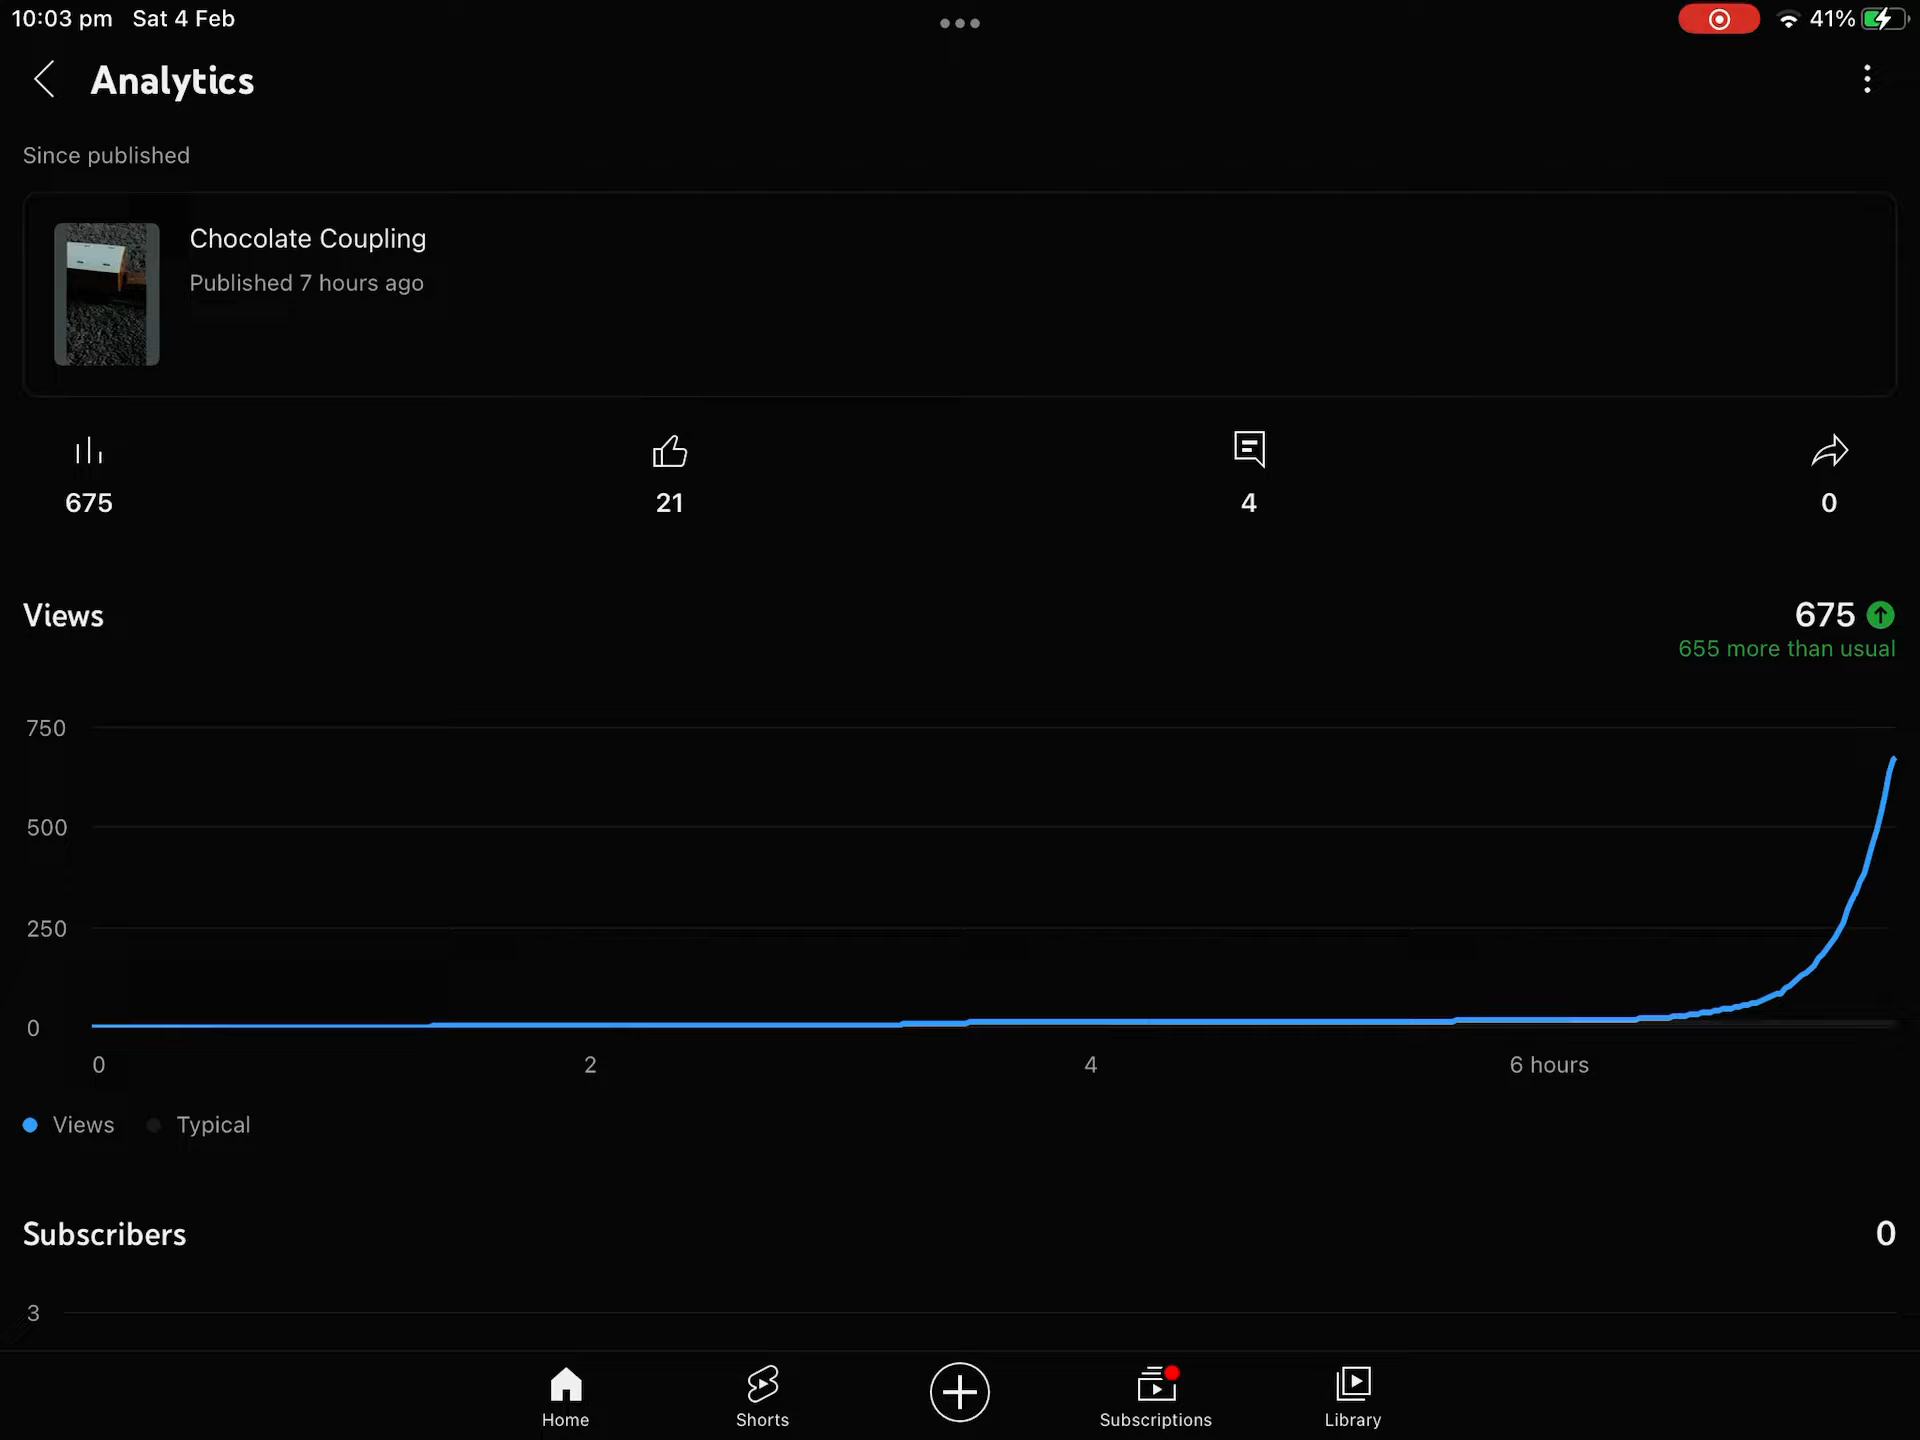 10:03 pm Sat 4 Feb
41%
Analytics
Since published
Chocolate Coupling
Published 7 hours ago
675 21 4 0
Views 675
655 more than usual
750
500
250
0
0 2 4 6 hours
Views Typical
Subscribers 0
3
Home Shorts Subscriptions Library